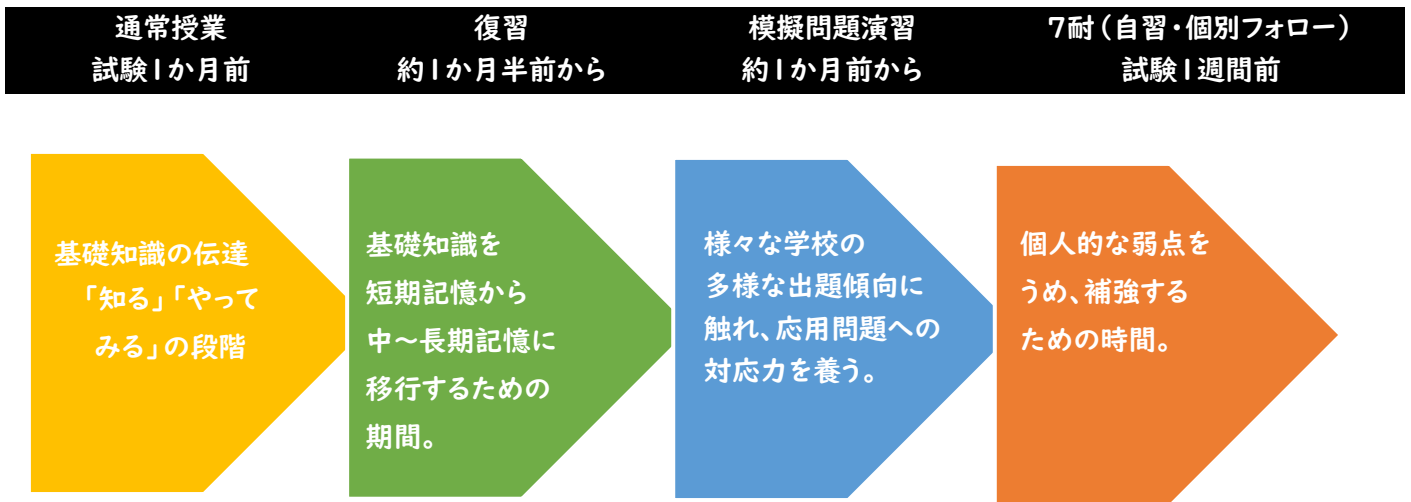 通常授業
試験1か月前
復習
約1か月半前から
模擬問題演習
約1か月前から
7耐（自習・個別フォロー）
試験1週間前
基礎知識の伝達
「知る」「やって
みる」の段階
基礎知識を
短期記憶から
中～長期記憶に
移行するための
期間。
様々な学校の
多様な出題傾向に
触れ、応用問題への
対応力を養う。
個人的な弱点を
うめ、補強する
ための時間。